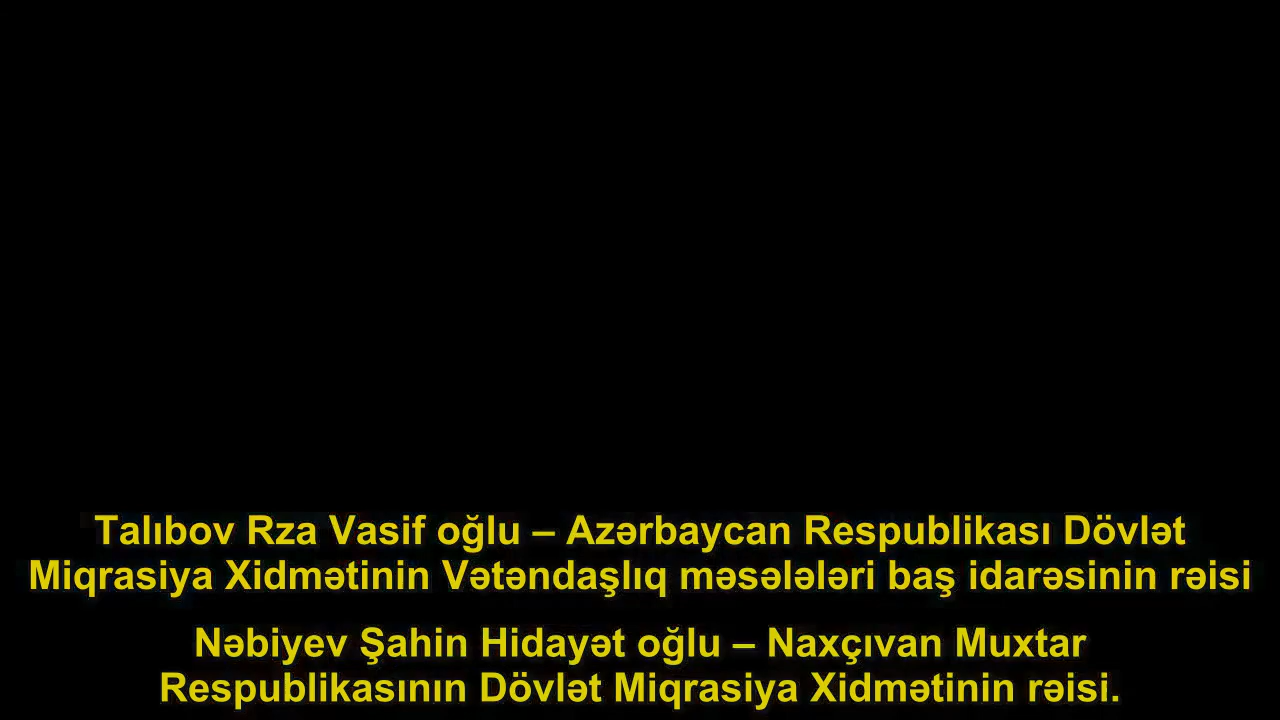 Talıbov Rza Vasif oğlu – Azərbaycan Respublikası Dövlət
Miqrasiya Xidmətinin Vətəndaşlıq məsələləri baş idarəsinin rəisi
Nəbiyev Şahin Hidayət oğlu – Naxçıvan Muxtar
Respublikasının Dövlət Miqrasiya Xidmətinin rəisi.